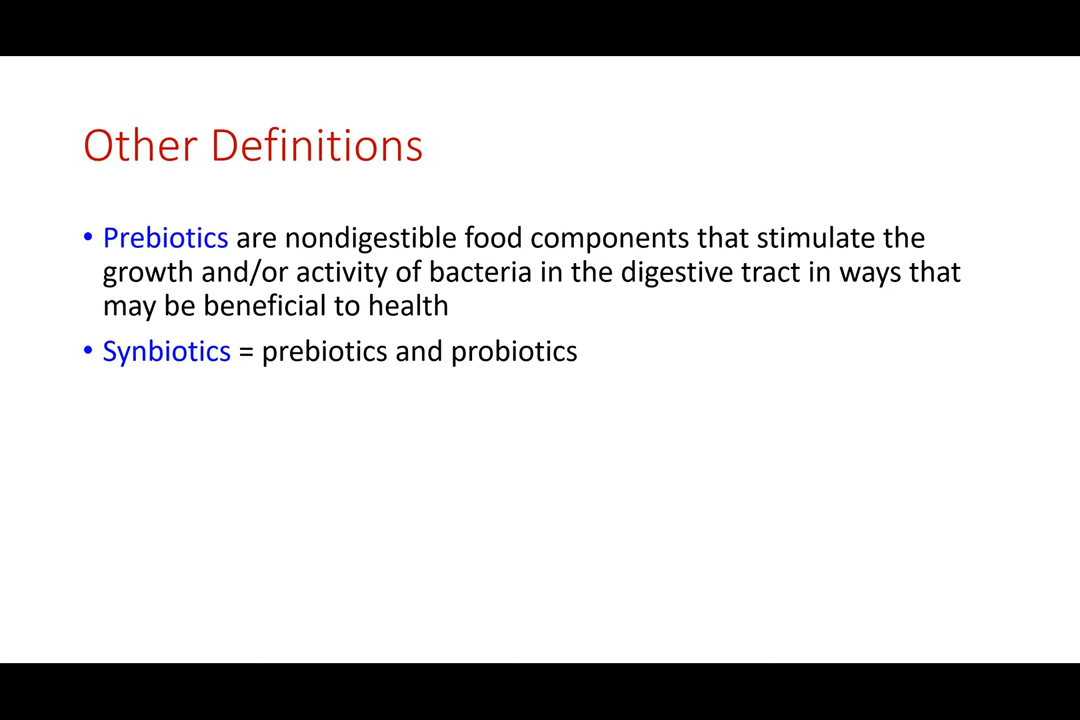 Other Definitions
• Prebiotics are nondigestible food components that stimulate the
growth and/or activity of bacteria in the digestive tract in ways that
may be beneficial to health
• Synbiotics = prebiotics and probiotics